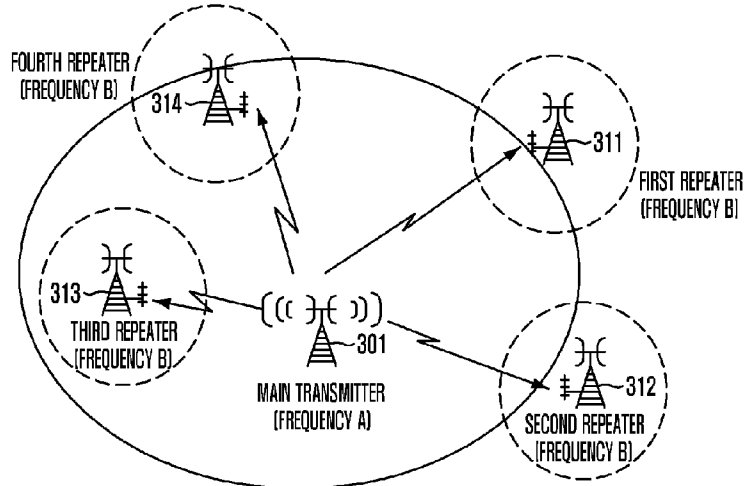 FOURTH REPEATER
(FREQUENCY B)
314
311
FIRST REPEATER
(FREQUENCY B)
313
THIRD REPEATER
(FREQUENCY B)
301
MAIN TRANSMITTER
(FREQUENCY A)
312
SECOND REPEATER
(FREQUENCY B)